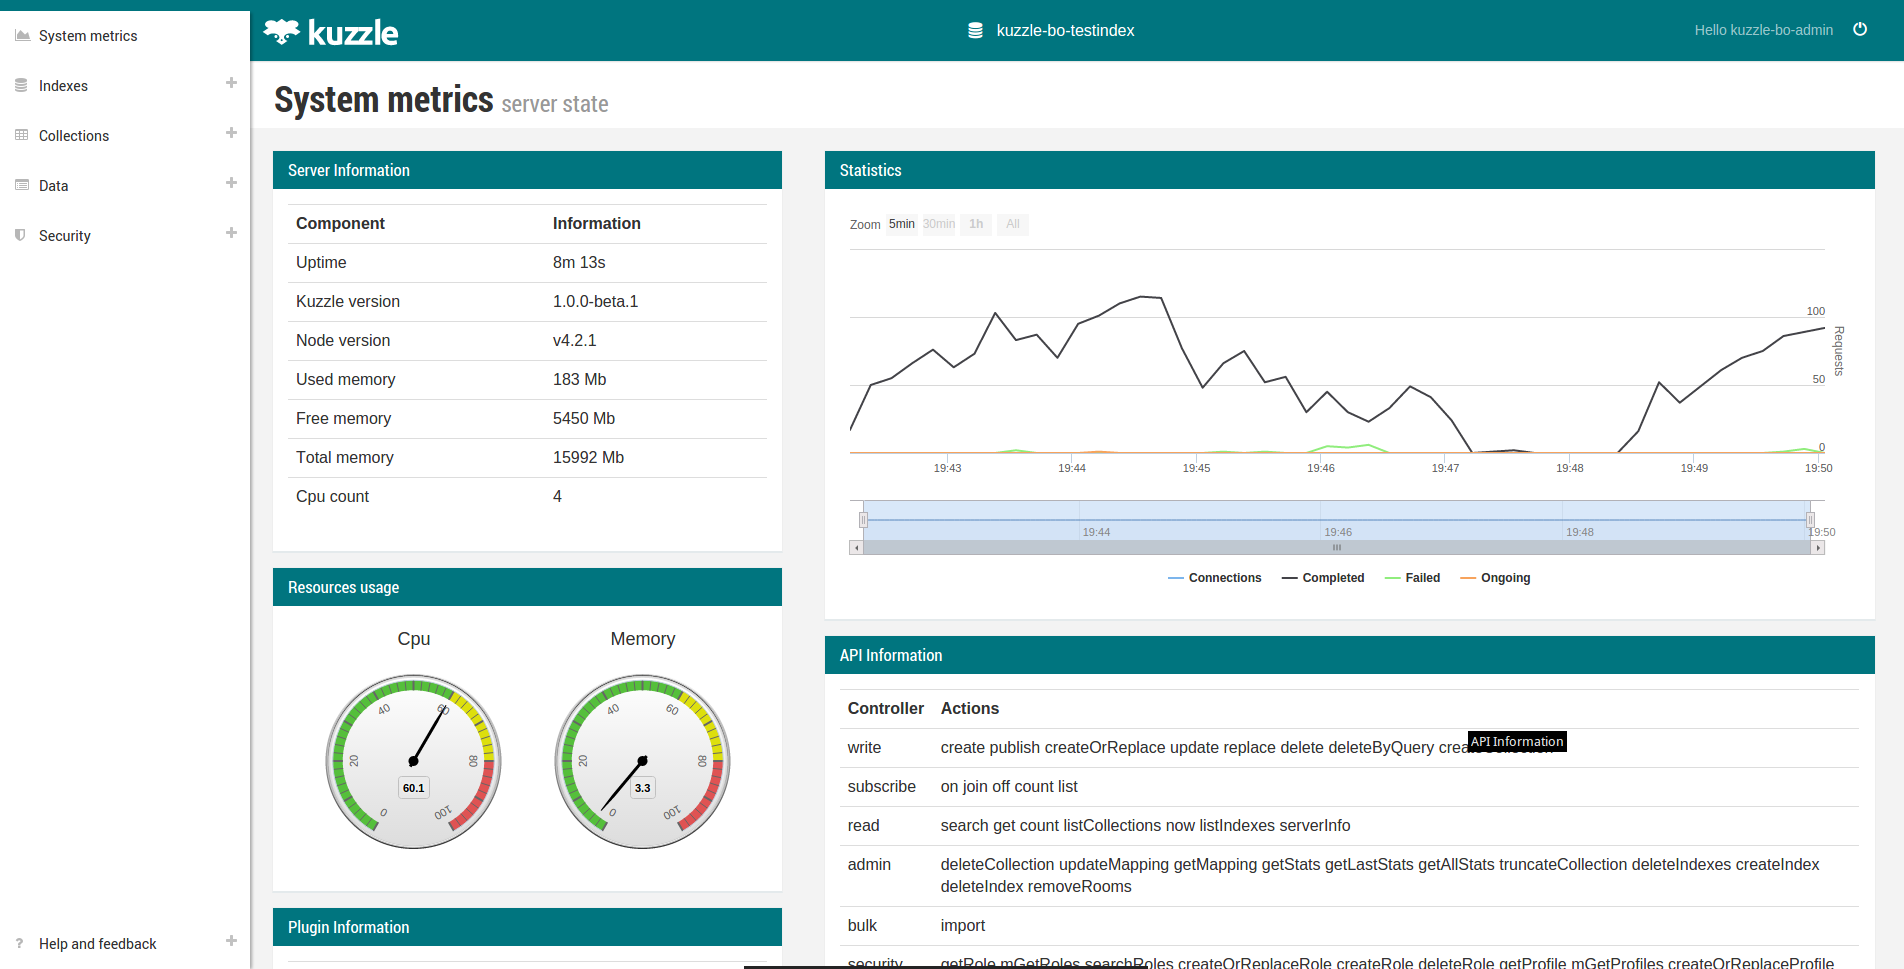 kuzzle
kuzzle-bo-testindex
Hello kuzzle-bo-admin
System metrics
Indexes
Collections
Data
Security
Help and feedback
System metrics server state
Server Information
Component Information
Uptime 8m 13s
Kuzzle version 1.0.0-beta.1
Node version v4.2.1
Used memory 183 Mb
Free memory 5450 Mb
Total memory 15992 Mb
Cpu count 4
Resources usage
Cpu
0 20 40 60 80 100
60.1
Memory
0 20 40 60 80 100
3.3
Plugin Information
Statistics
Zoom 5min 30min 1h All
100
50
0
Requests
19:43 19:44 19:45 19:46 19:47 19:48 19:49 19:50
19:44 19:46 19:48 19:50
Connections Completed Failed Ongoing
API Information
Controller Actions
write create publish createOrReplace update replace delete deleteByQuery createCollection
API Information
subscribe on join off count list
read search get count listCollections now listIndexes serverInfo
admin deleteCollection updateMapping getMapping getStats getLastStats getAllStats truncateCollection deleteIndexes createIndex
deleteIndex removeRooms
bulk import
security getRole mGetRoles searchRoles createOrReplaceRole createRole deleteRole getProfile mGetProfiles createOrReplaceProfile